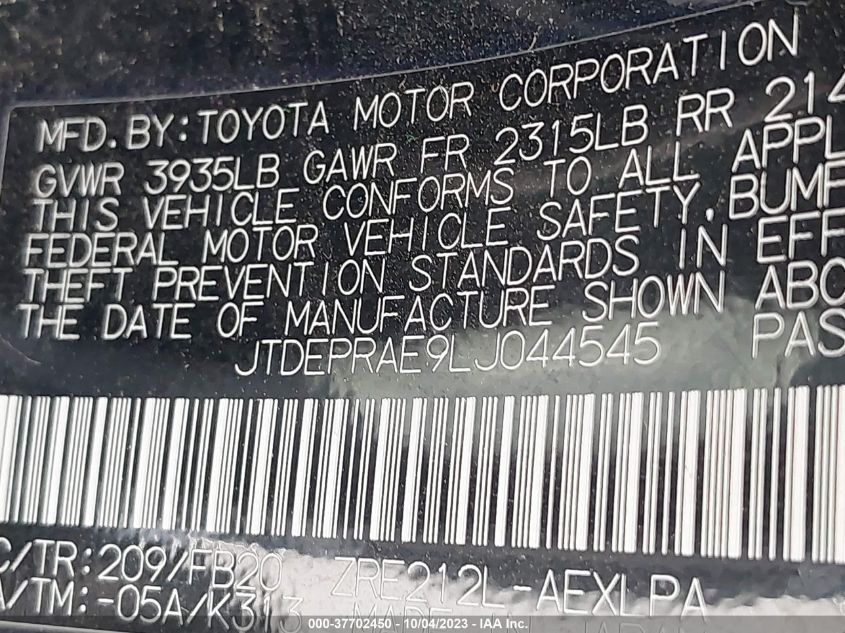 MFD. BY: TOYOTA MOTOR CORPORATION
GVWR 3935LB GAWR FR 2315LB RR 214
THIS VEHICLE CONFORMS TO ALL APPL
FEDERAL MOTOR VEHICLE SAFETY, BUMP
THEFT PREVENTION STANDARDS IN EFF
THE DATE OF MANUFACTURE SHOWN ABO
JTDEPRAE9LJ044545 PAS
C/TR: 209/FB20 ZRE212L-AEXLPA
A/TM: -05A/K313 MADE
000-37702450 - 10/04/2023 - IAA Inc.